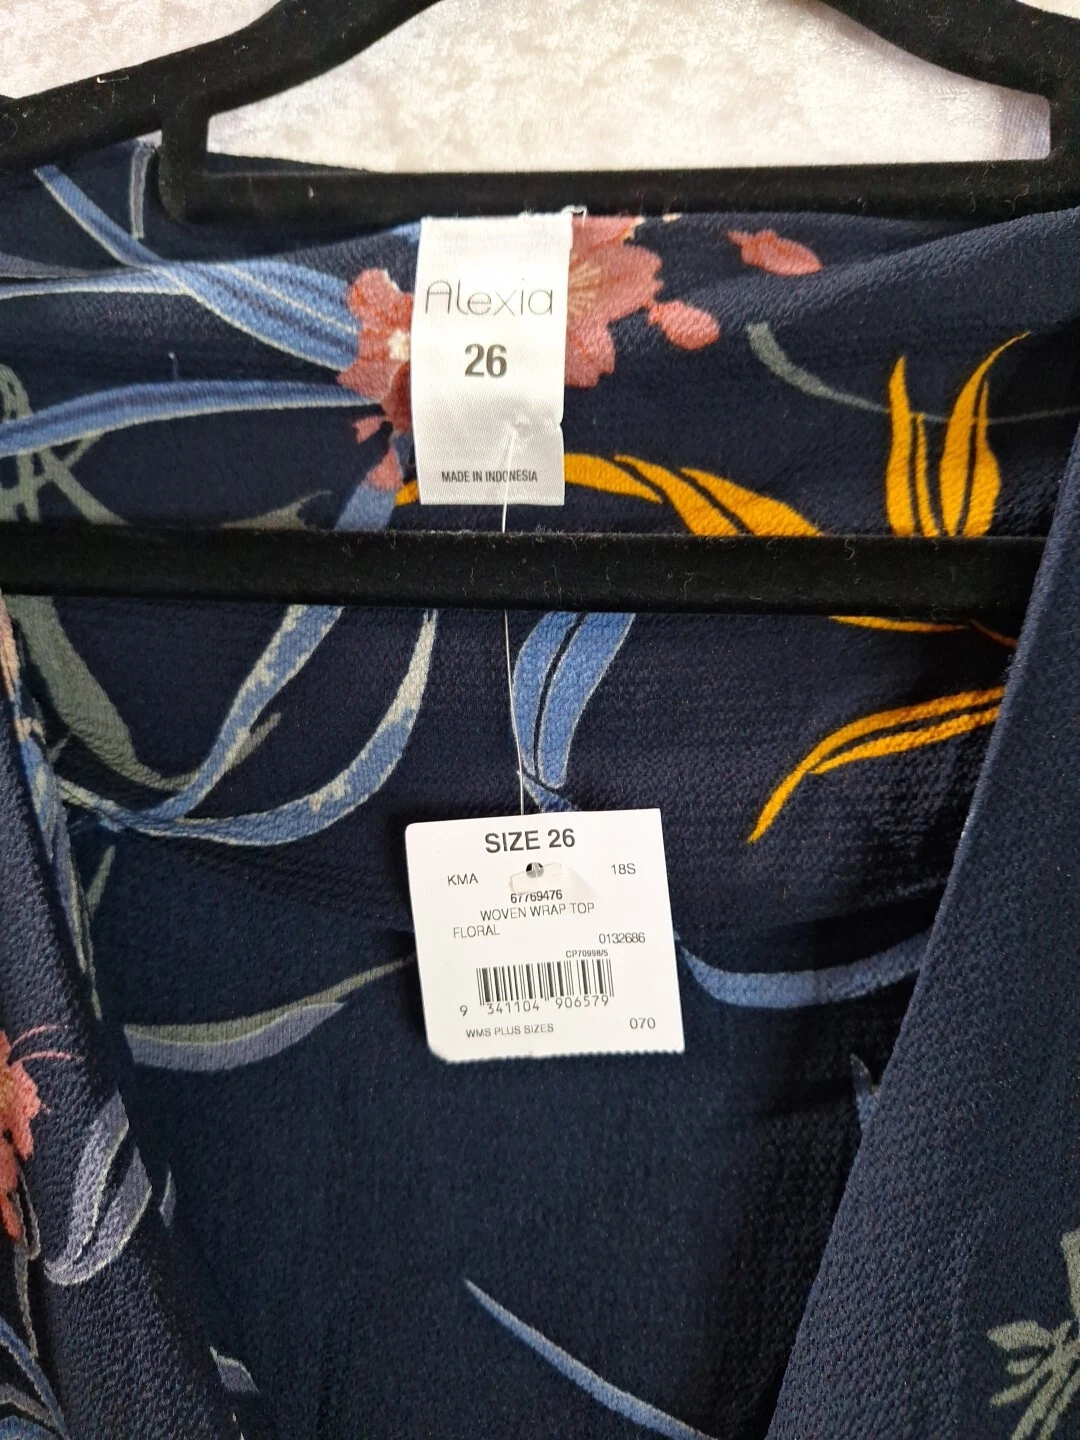 Alexia
26
MADE IN INDONESIA
SIZE 26
KMA 18S
67769476
WOVEN WRAP TOP
FLORAL
0132686
CP70998/5
9 341104 906579
WMS PLUS SIZES 070